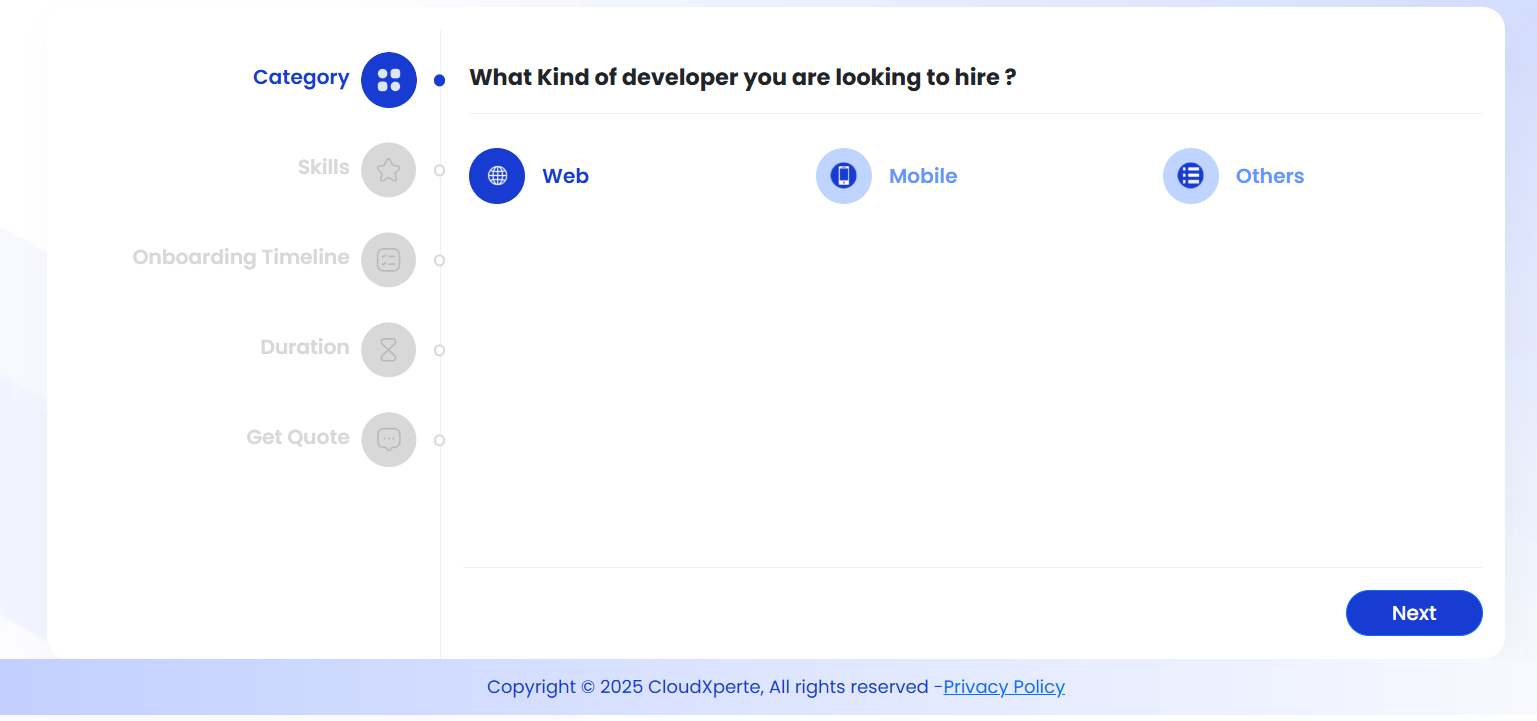 Category
What Kind of developer you are looking to hire ?
Skills
Web
Mobile
Others
Onboarding Timeline
Duration
Get Quote
Next
Copyright © 2025 CloudXperte, All rights reserved -Privacy Policy